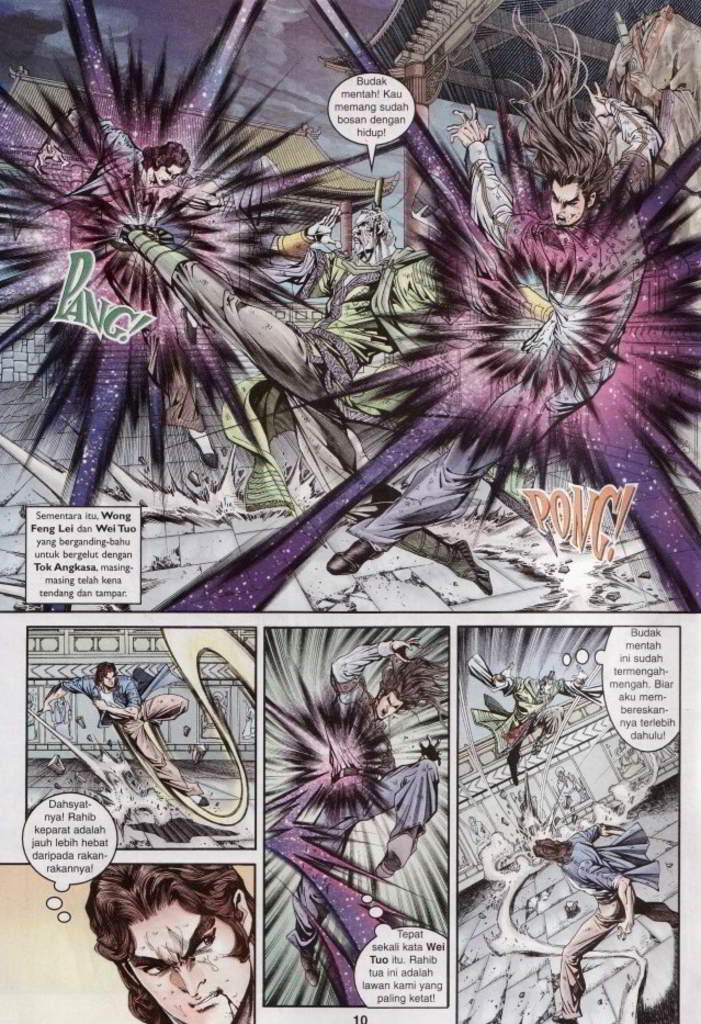 Budak
mentah! Kau
memang sudah
bosan dengan
hidup!
PANG!
PONG!
Sementara itu, Wong
Feng Lei dan Wei Tuo
yang berganding-bahu
untuk bergelut dengan
Tok Angkasa, masing-
masing telah kena
tendang dan tampar.
Dahsyat-
nya! Rahib
keparat adalah
jauh lebih hebat
daripada rakan-
rakannya!
Tepat
sekali kata Wei
Tuo itu. Rahib
tua ini adalah
lawan kami yang
paling ketat!
Budak
mentah
ini sudah
termengah-
mengah. Biar
aku mem-
bereskan-
nya terlebih
dahulu!
10